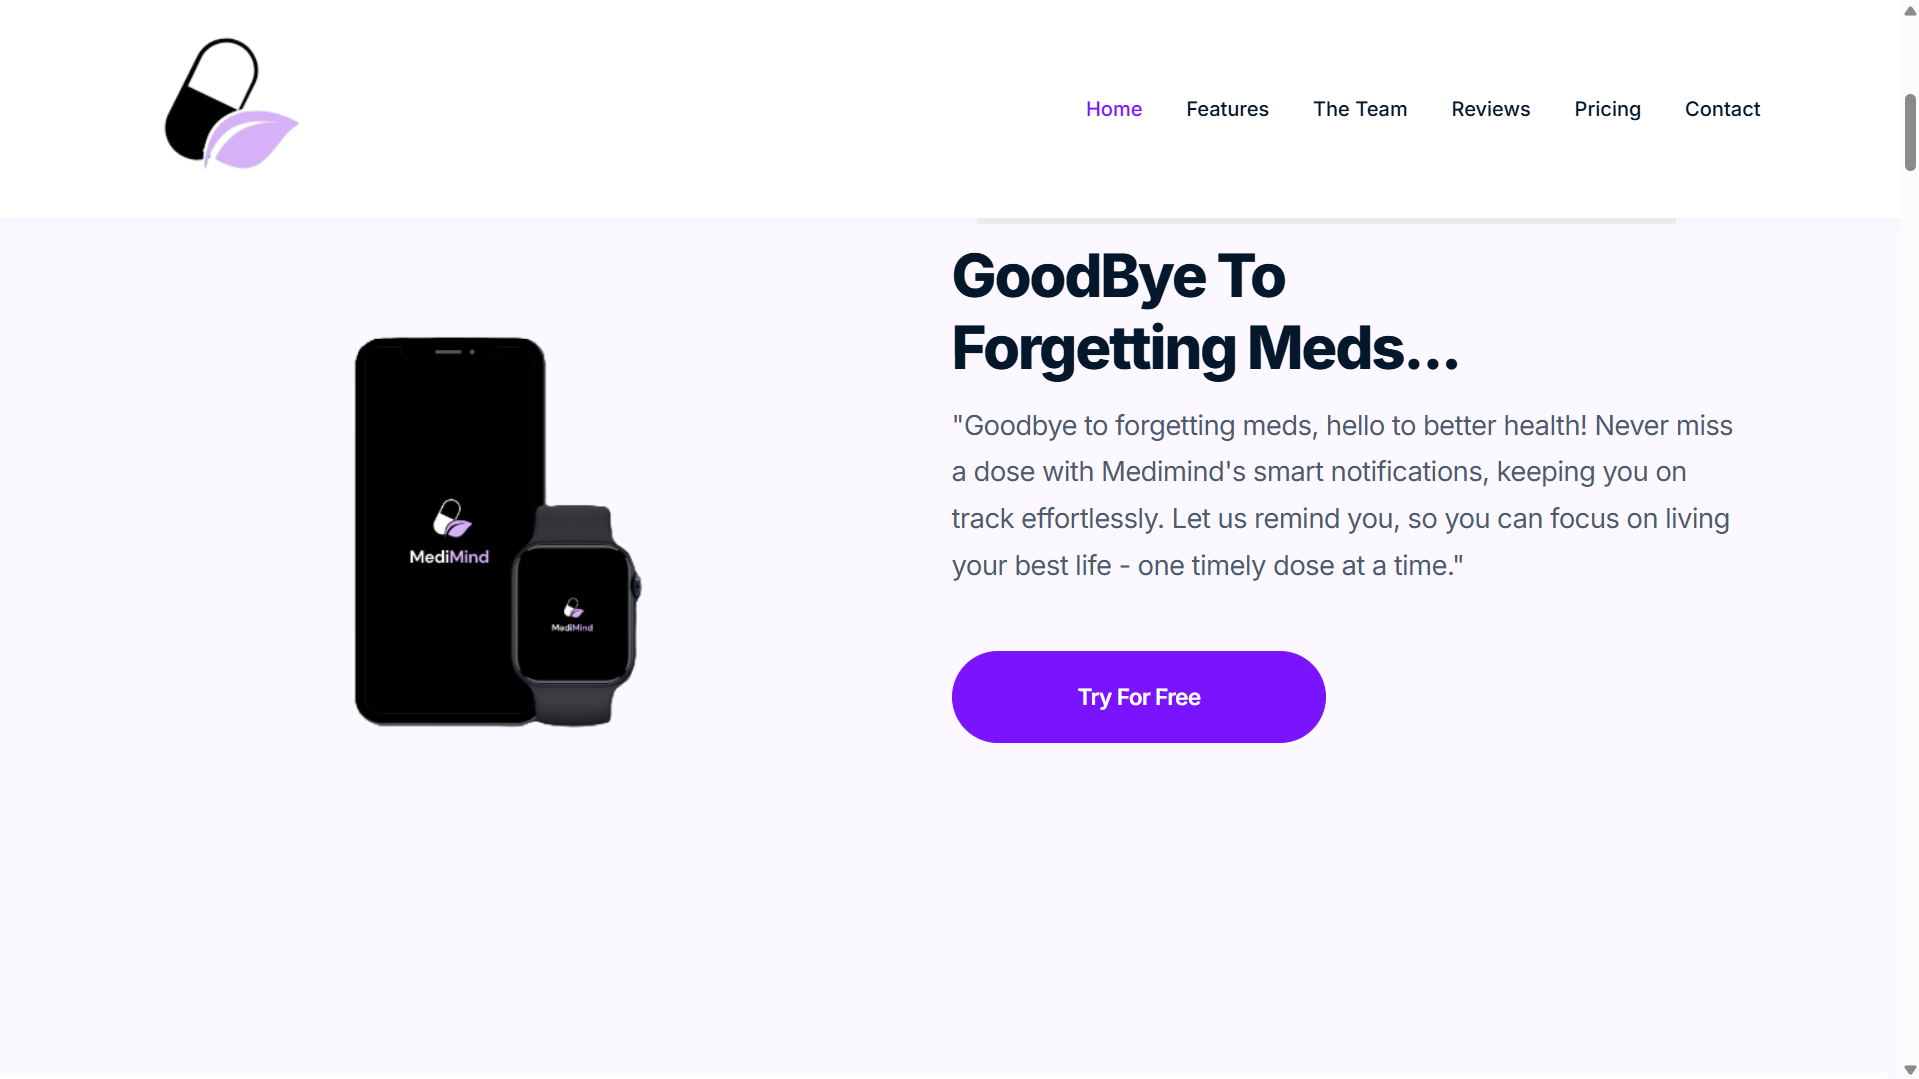 Home Features The Team Reviews Pricing Contact
GoodBye To
Forgetting Meds...
"Goodbye to forgetting meds, hello to better health! Never miss
a dose with Medimind's smart notifications, keeping you on
track effortlessly. Let us remind you, so you can focus on living
your best life - one timely dose at a time."
Try For Free
MediMind
MediMind